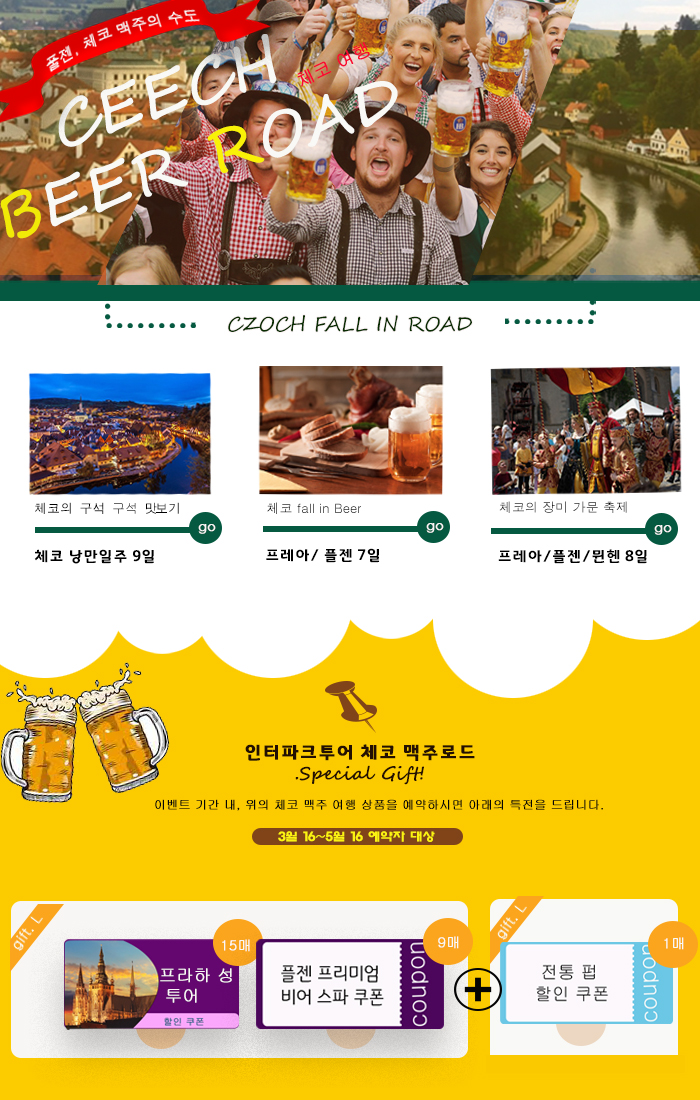 플젠, 체코 맥주의 수도
체코 여행
CEECH
BEER ROAD
CZOCH FALL IN ROAD
체코의 구석 구석 맛보기
go
체코 낭만일주 9일
체코 fall in Beer
go
프레아/ 플젠 7일
체코의 장미 가문 축제
go
프레아/플젠/뮌헨 8일
인터파크투어 체코 맥주로드
.Special Gift!
이벤트 기간 내, 위의 체코 맥주 여행 상품을 예약하시면 아래의 특전을 드립니다.
3월 16~5월 16 예약자 대상
gift. L
15매
프라하 성
투어
할인 쿠폰
9매
플젠 프리미엄
비어 스파 쿠폰
coupon
+
gift. L
1매
전통 펍
할인 쿠폰
coupon